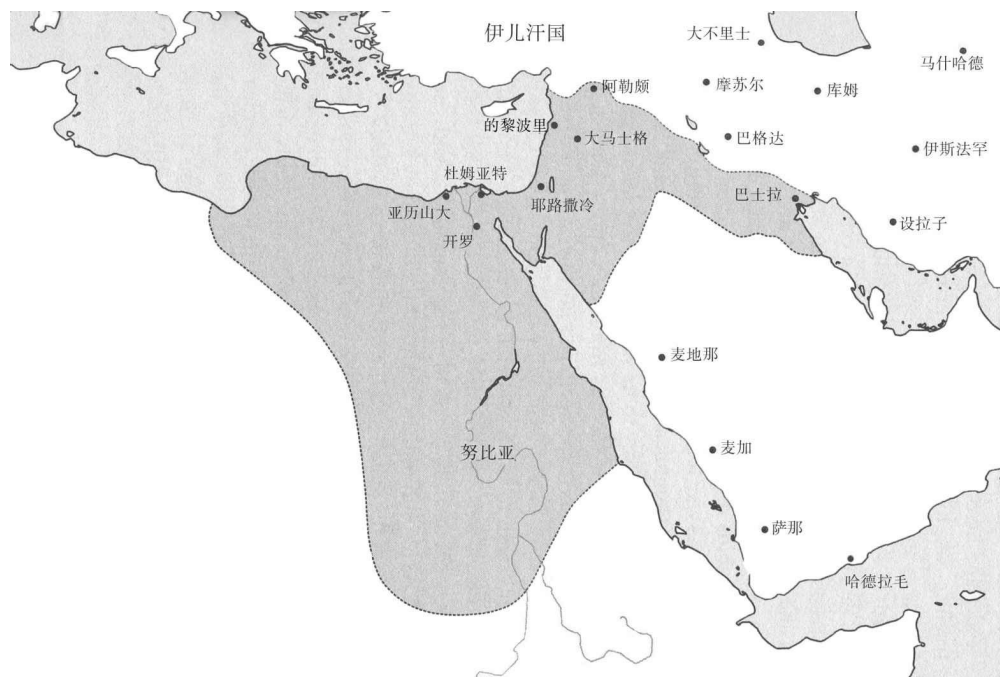 伊儿汗国
大不里士
马什哈德
阿勒颇
摩苏尔
库姆
的黎波里
大马士格
巴格达
伊斯法罕
杜姆亚特
亚历山大
耶路撒冷
巴士拉
设拉子
开罗
麦地那
努比亚
麦加
萨那
哈德拉毛